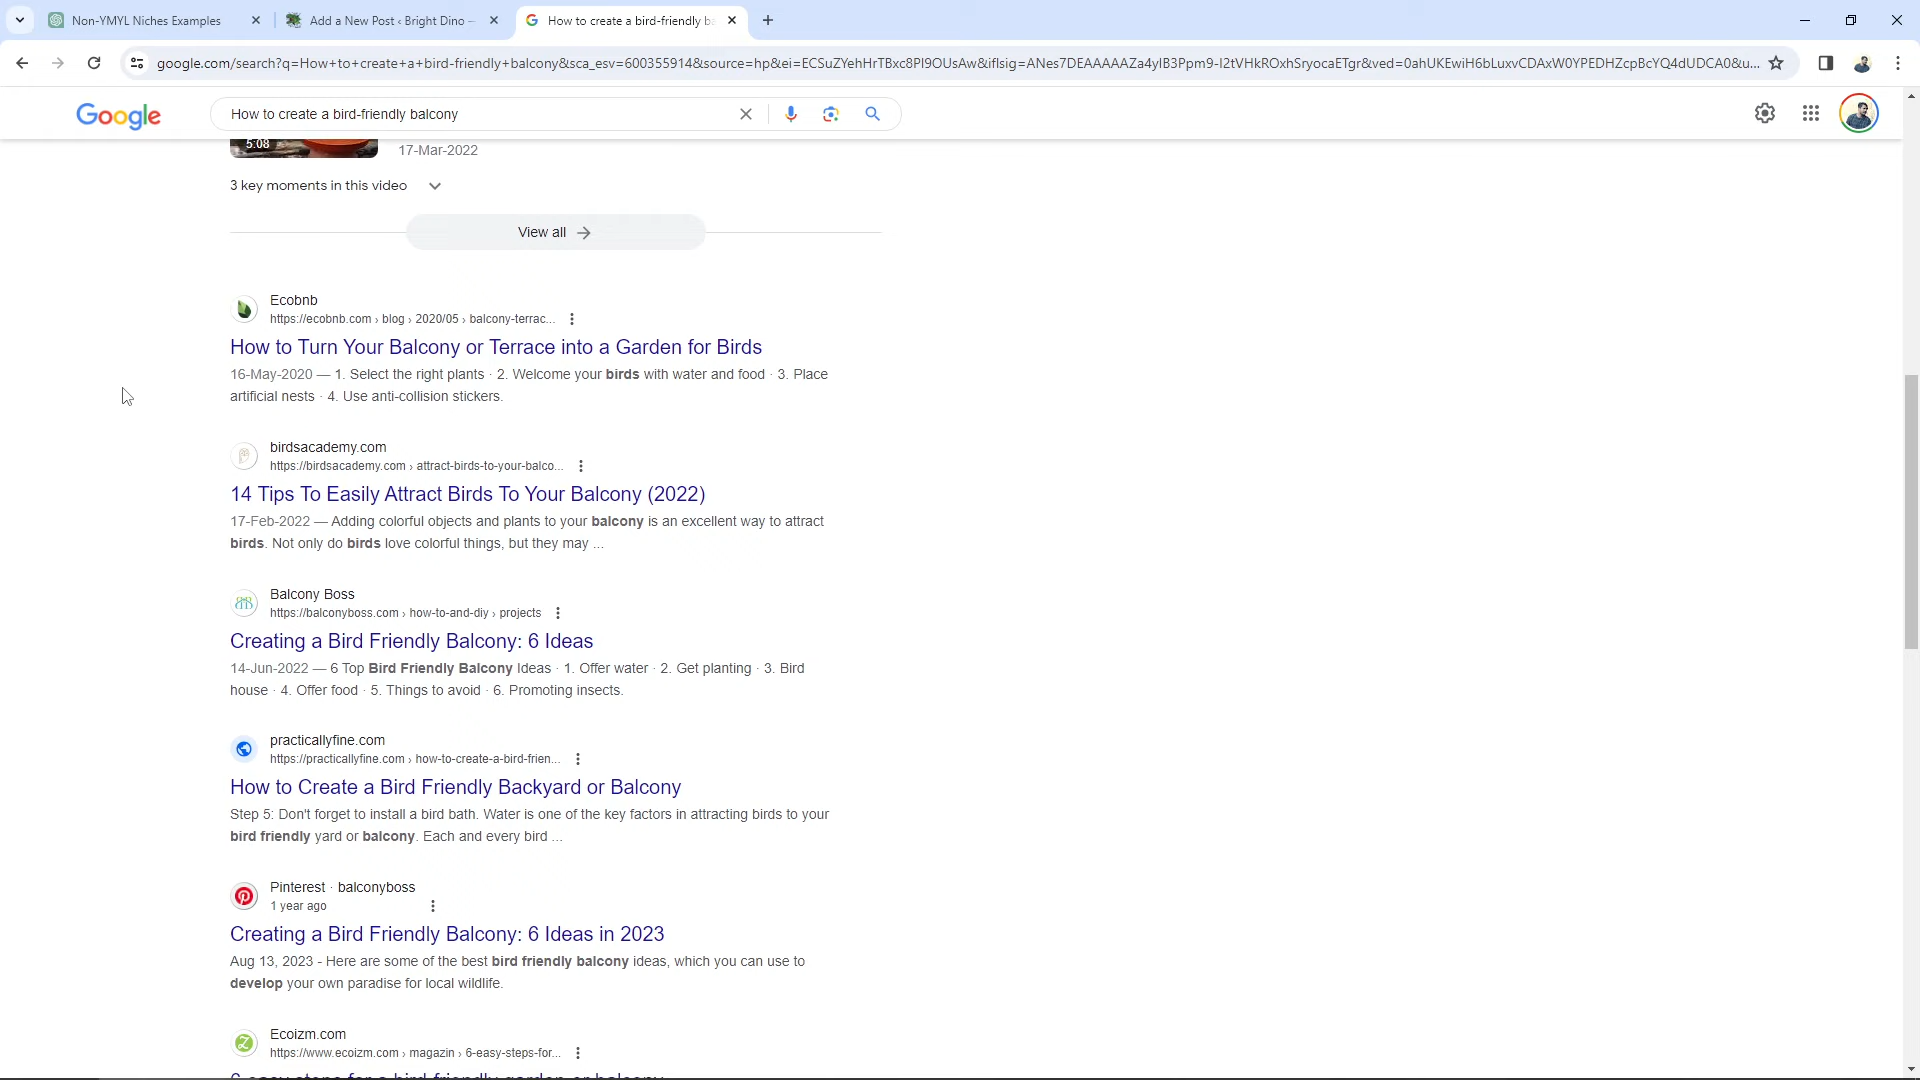 Non-YMYL Niches Examples
Add a New Post ‹ Bright Dino —
How to create a bird-friendly ba
google.com/search?q=How+to+create+a+bird-friendly+balcony&sca_esv=600355914&source=hp&ei=ECSuZYehHrTBxc8Pl9OUsAw&iflsig=ANes7DEAAAAAZa4yIB3Ppm9-I2tVHkROxhSryocaETgr&ved=0ahUKEwiH6bLuxvCDAxW0YPEDHZcpBcYQ4dUDCA0&u...
Google
How to create a bird-friendly balcony
5:08
17-Mar-2022
3 key moments in this video
View all
Ecobnb
https://ecobnb.com › blog › 2020/05 › balcony-terrac...
How to Turn Your Balcony or Terrace into a Garden for Birds
16-May-2020 — 1. Select the right plants · 2. Welcome your birds with water and food · 3. Place
artificial nests · 4. Use anti-collision stickers.
birdsacademy.com
https://birdsacademy.com › attract-birds-to-your-balco...
14 Tips To Easily Attract Birds To Your Balcony (2022)
17-Feb-2022 — Adding colorful objects and plants to your balcony is an excellent way to attract
birds. Not only do birds love colorful things, but they may ...
Balcony Boss
https://balconyboss.com › how-to-and-diy › projects
Creating a Bird Friendly Balcony: 6 Ideas
14-Jun-2022 — 6 Top Bird Friendly Balcony Ideas · 1. Offer water · 2. Get planting · 3. Bird
house · 4. Offer food · 5. Things to avoid · 6. Promoting insects.
practicallyfine.com
https://practicallyfine.com › how-to-create-a-bird-frien...
How to Create a Bird Friendly Backyard or Balcony
Step 5: Don't forget to install a bird bath. Water is one of the key factors in attracting birds to your
bird friendly yard or balcony. Each and every bird ...
Pinterest · balconyboss
1 year ago
Creating a Bird Friendly Balcony: 6 Ideas in 2023
Aug 13, 2023 - Here are some of the best bird friendly balcony ideas, which you can use to
develop your own paradise for local wildlife.
Ecoizm.com
https://www.ecoizm.com › magazin › 6-easy-steps-for...
6 easy steps for a bird-friendly garden or balcony